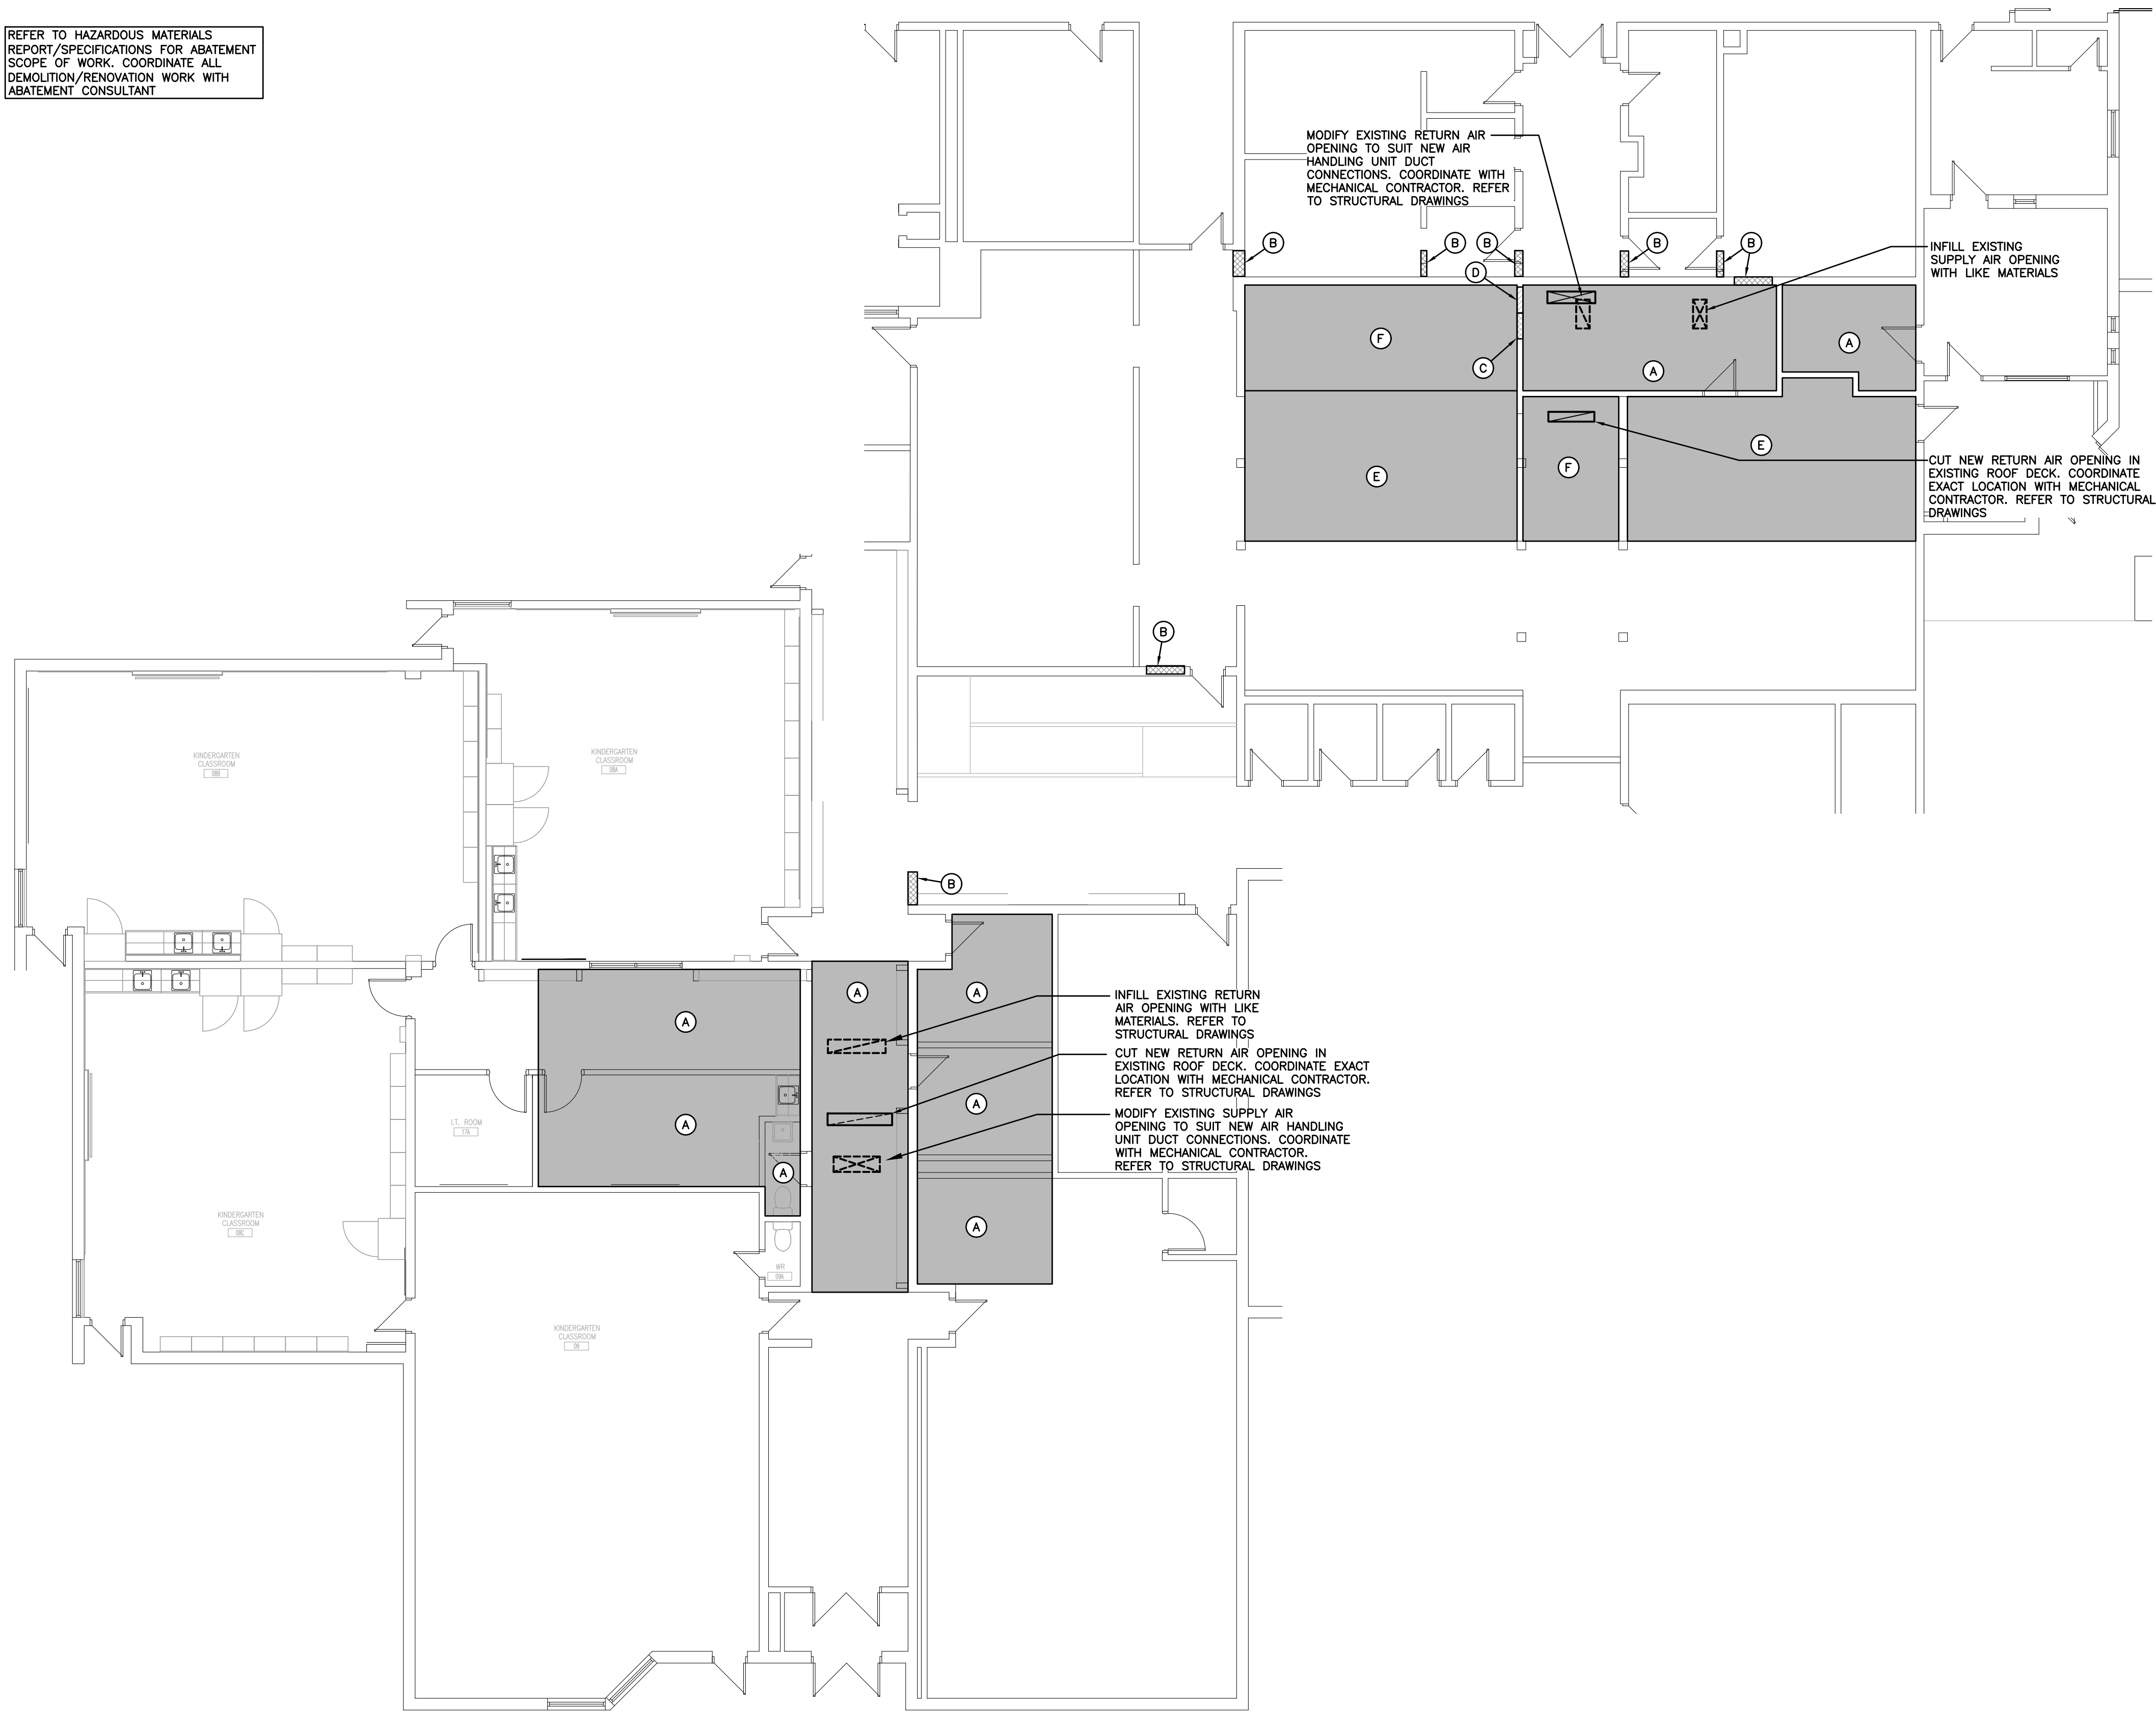 REFER TO HAZARDOUS MATERIALS
REPORT/SPECIFICATIONS FOR ABATEMENT
SCOPE OF WORK. COORDINATE ALL
DEMOLITION/RENOVATION WORK WITH
ABATEMENT CONSULTANT
MODIFY EXISTING RETURN AIR
OPENING TO SUIT NEW AIR
HANDLING UNIT DUCT
CONNECTIONS. COORDINATE WITH
MECHANICAL CONTRACTOR. REFER
TO STRUCTURAL DRAWINGS
B
B
B
B
B
INFILL EXISTING
SUPPLY AIR OPENING
WITH LIKE MATERIALS
D
F
A
C
A
E
E
F
CUT NEW RETURN AIR OPENING IN
EXISTING ROOF DECK. COORDINATE
EXACT LOCATION WITH MECHANICAL
CONTRACTOR. REFER TO STRUCTURAL
DRAWINGS
B
KINDERGARTEN
CLASSROOM
08B
KINDERGARTEN
CLASSROOM
08A
B
A
A
A
INFILL EXISTING RETURN
AIR OPENING WITH LIKE
MATERIALS. REFER TO
STRUCTURAL DRAWINGS
CUT NEW RETURN AIR OPENING IN
EXISTING ROOF DECK. COORDINATE EXACT
LOCATION WITH MECHANICAL CONTRACTOR.
REFER TO STRUCTURAL DRAWINGS
MODIFY EXISTING SUPPLY AIR
OPENING TO SUIT NEW AIR HANDLING
UNIT DUCT CONNECTIONS. COORDINATE
WITH MECHANICAL CONTRACTOR.
REFER TO STRUCTURAL DRAWINGS
A
I.T. ROOM
17A
A
A
A
KINDERGARTEN
CLASSROOM
08C
WR
09A
KINDERGARTEN
CLASSROOM
09